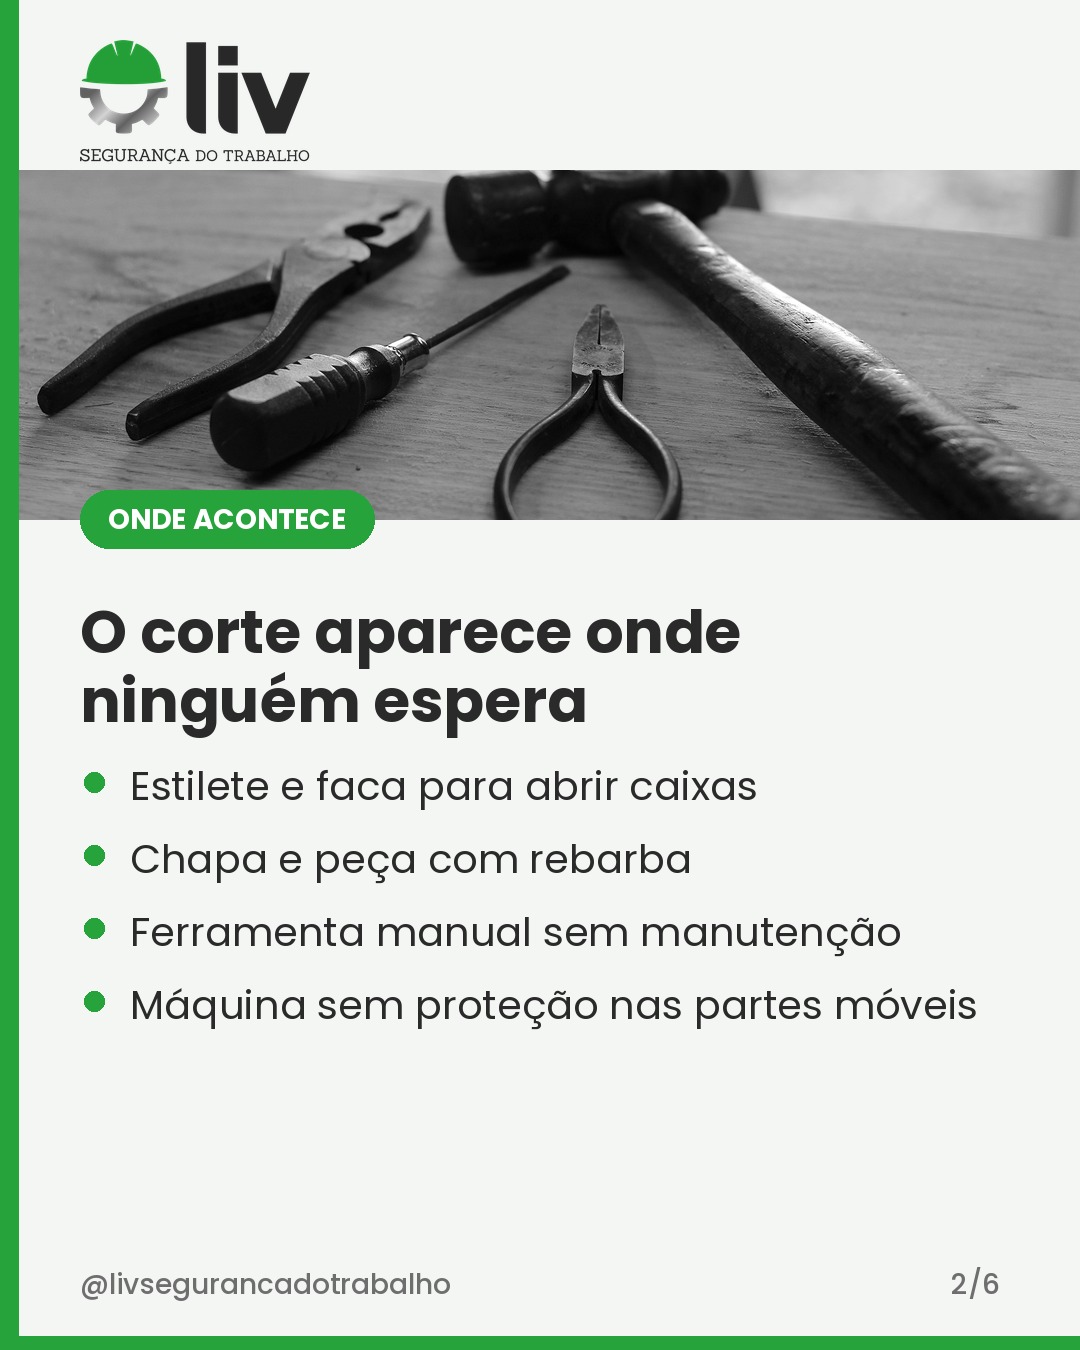 liv
SEGURANÇA DO TRABALHO
ONDE ACONTECE
O corte aparece onde
ninguém espera
Estilete e faca para abrir caixas
Chapa e peça com rebarba
Ferramenta manual sem manutenção
Máquina sem proteção nas partes móveis
@livsegurancadotrabalho
2/6